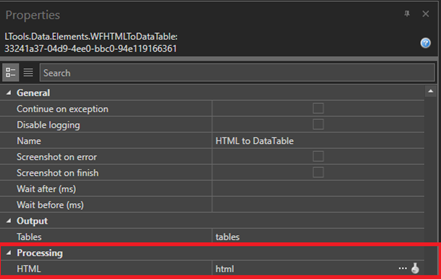 Properties
LTools.Data.Elements.WFHTMLToDataTable:
33241a37-04d9-4ee0-bbc0-94e119166361
Search
General
Continue on exception
Disable logging
Name HTML to DataTable
Screenshot on error
Screenshot on finish
Wait after (ms)
Wait before (ms)
Output
Tables tables
Processing
HTML html ...